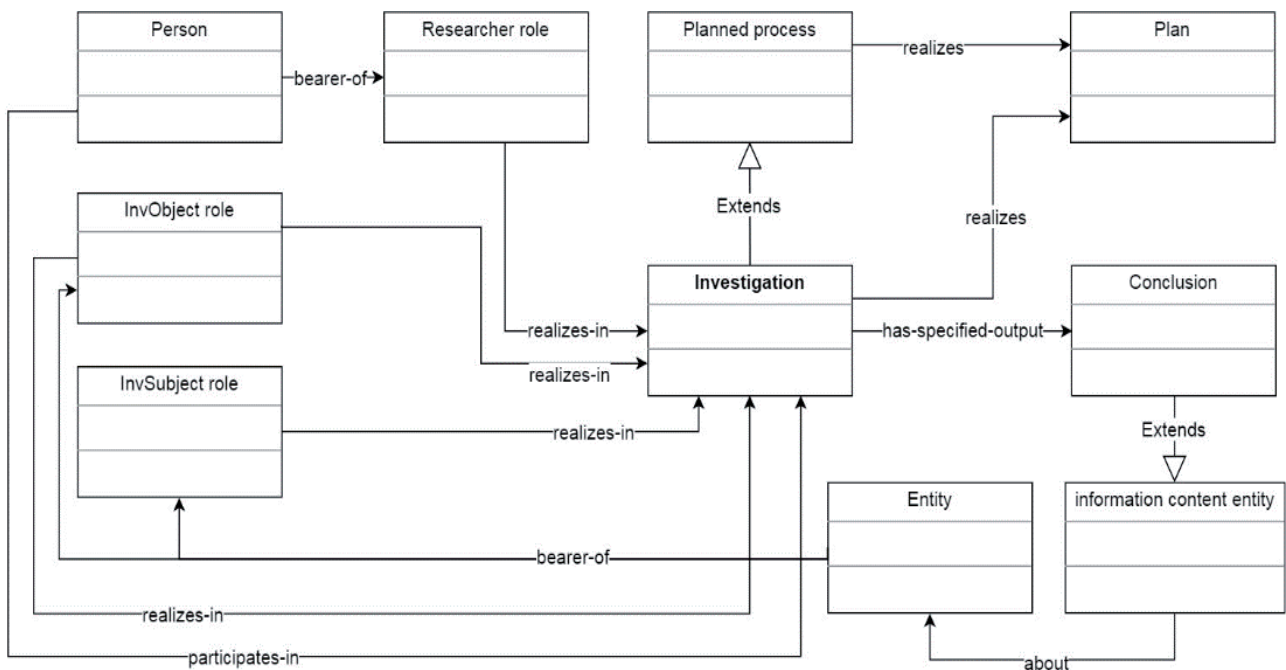 Person
Researcher role
Planned process
Plan
bearer-of
realizes
InvObject role
Extends
realizes
Investigation
Conclusion
realizes-in
has-specified-output
realizes-in
InvSubject role
realizes-in
Extends
Entity
information content entity
bearer-of
realizes-in
participates-in
about